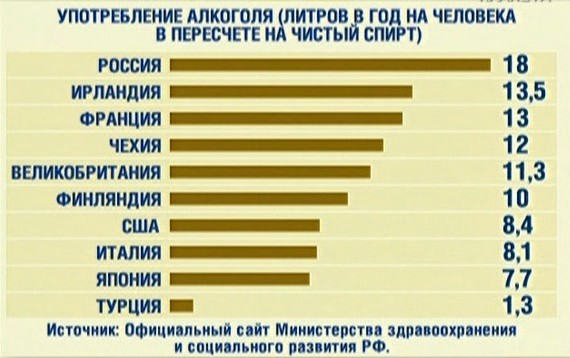 УПОТРЕБЛЕНИЕ АЛКОГОЛЯ (ЛИТРОВ В ГОД НА ЧЕЛОВЕКА
В ПЕРЕСЧЕТЕ НА ЧИСТЫЙ СПИРТ)
РОССИЯ 18
ИРЛАНДИЯ 13,5
ФРАНЦИЯ 13
ЧЕХИЯ 12
ВЕЛИКОБРИТАНИЯ 11,3
ФИНЛЯНДИЯ 10
США 8,4
ИТАЛИЯ 8,1
ЯПОНИЯ 7,7
ТУРЦИЯ 1,3
Источник: Официальный сайт Министерства здравоохранения
и социального развития РФ.